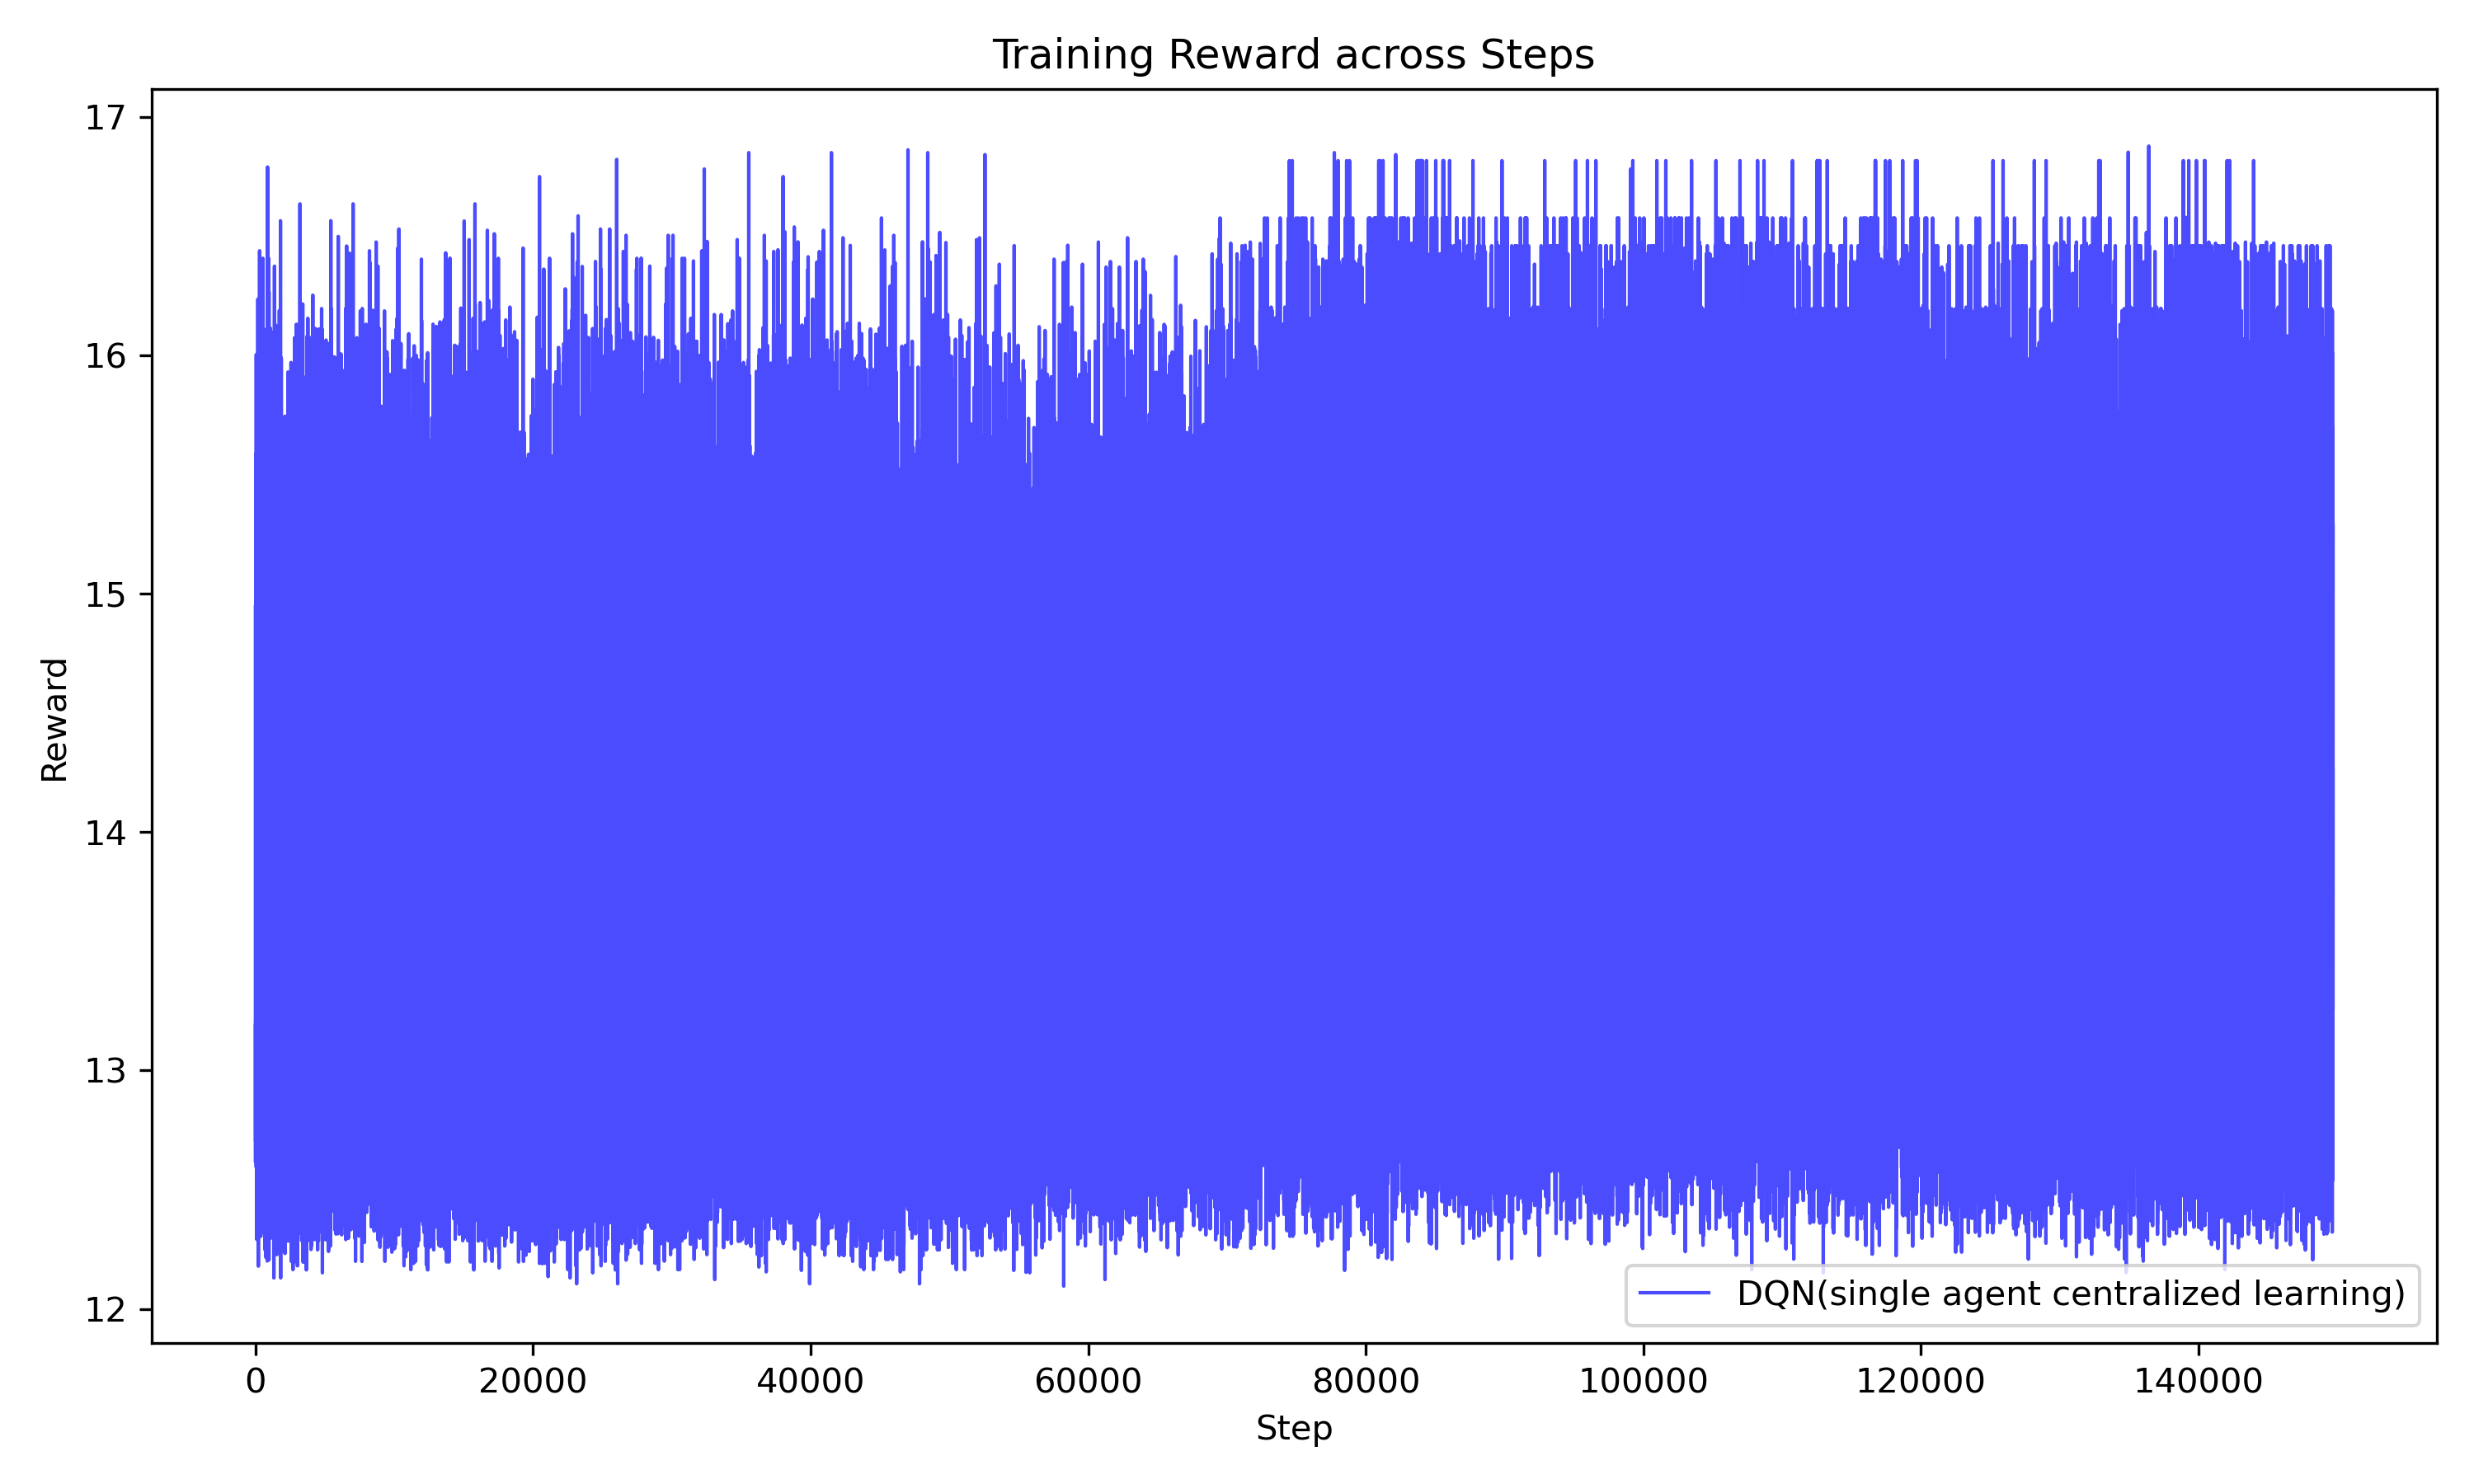 Training Reward across Steps
17
16
15
14
13
12
Reward
0 20000 40000 60000 80000 100000 120000 140000
Step
DQN(single agent centralized learning)